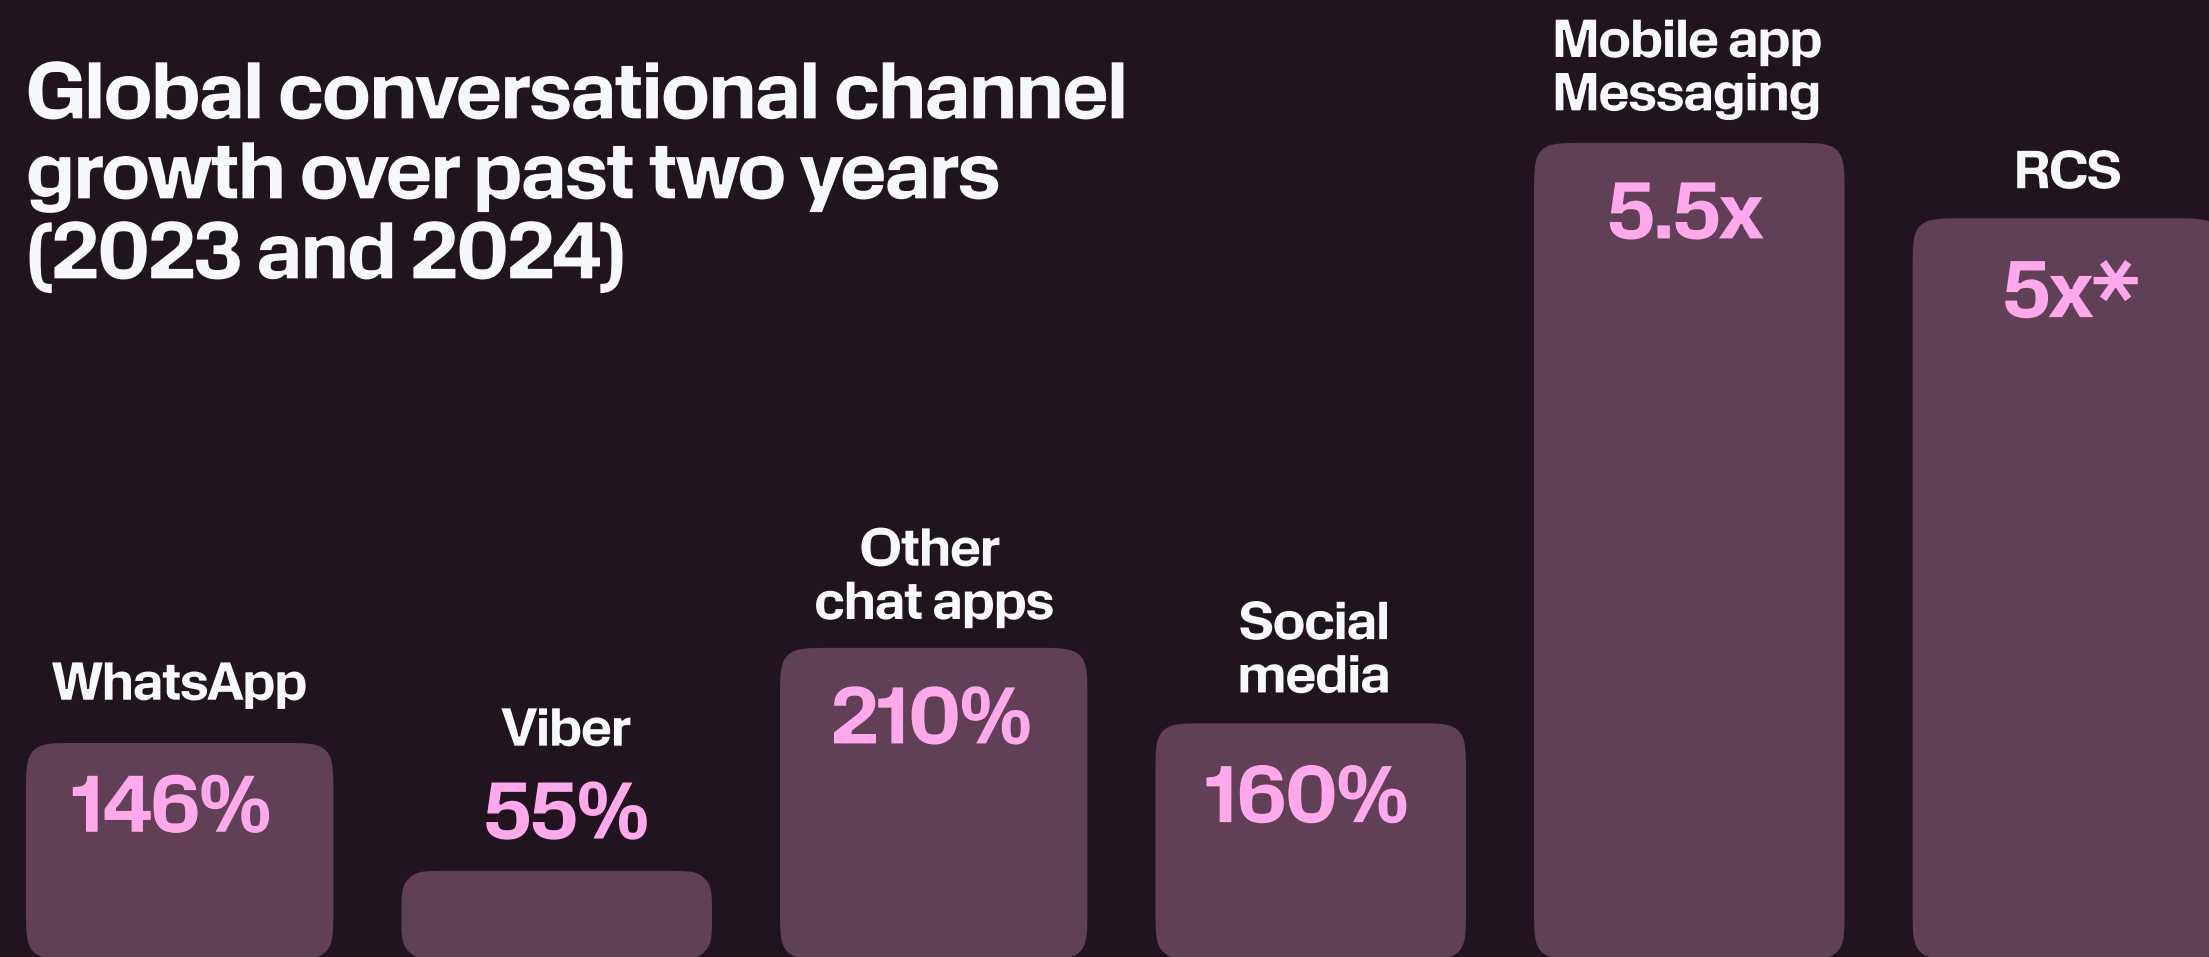 Global conversational channel
growth over past two years
(2023 and 2024)
WhatsApp
146%
Viber
55%
Other
chat apps
210%
Social
media
160%
Mobile app
Messaging
5.5x
RCS
5x*